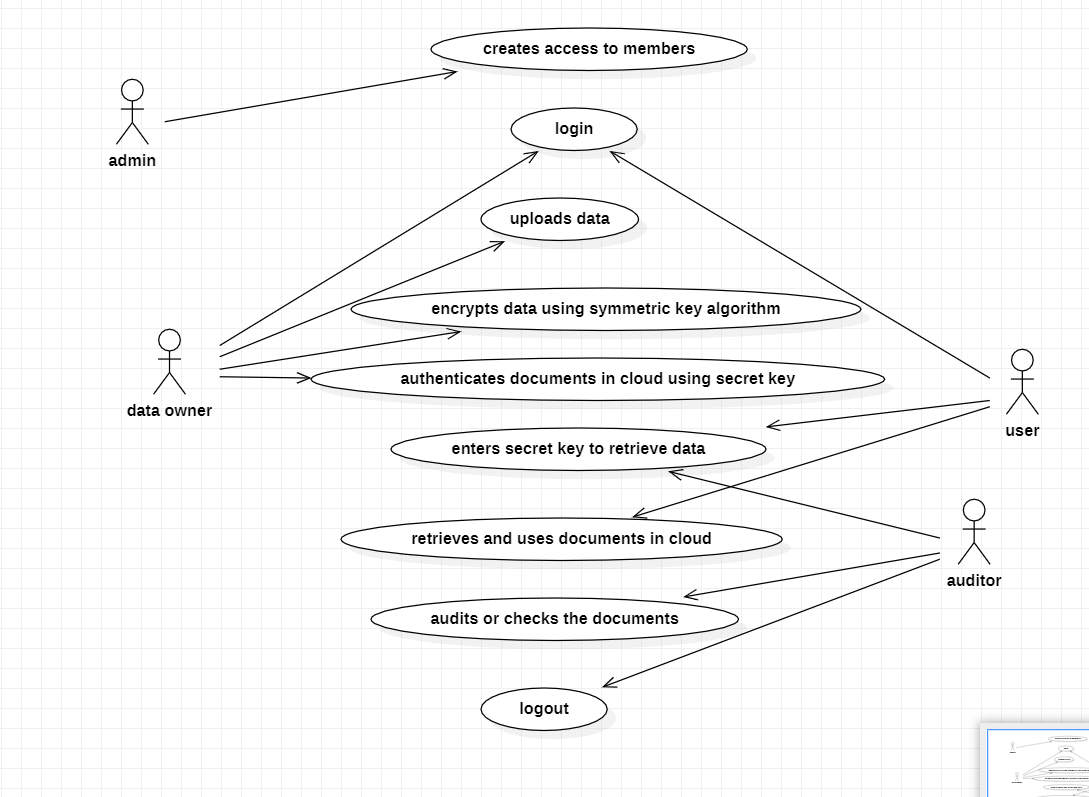 creates access to members
admin
login
uploads data
encrypts data using symmetric key algorithm
data owner
authenticates documents in cloud using secret key
user
enters secret key to retrieve data
retrieves and uses documents in cloud
auditor
audits or checks the documents
logout